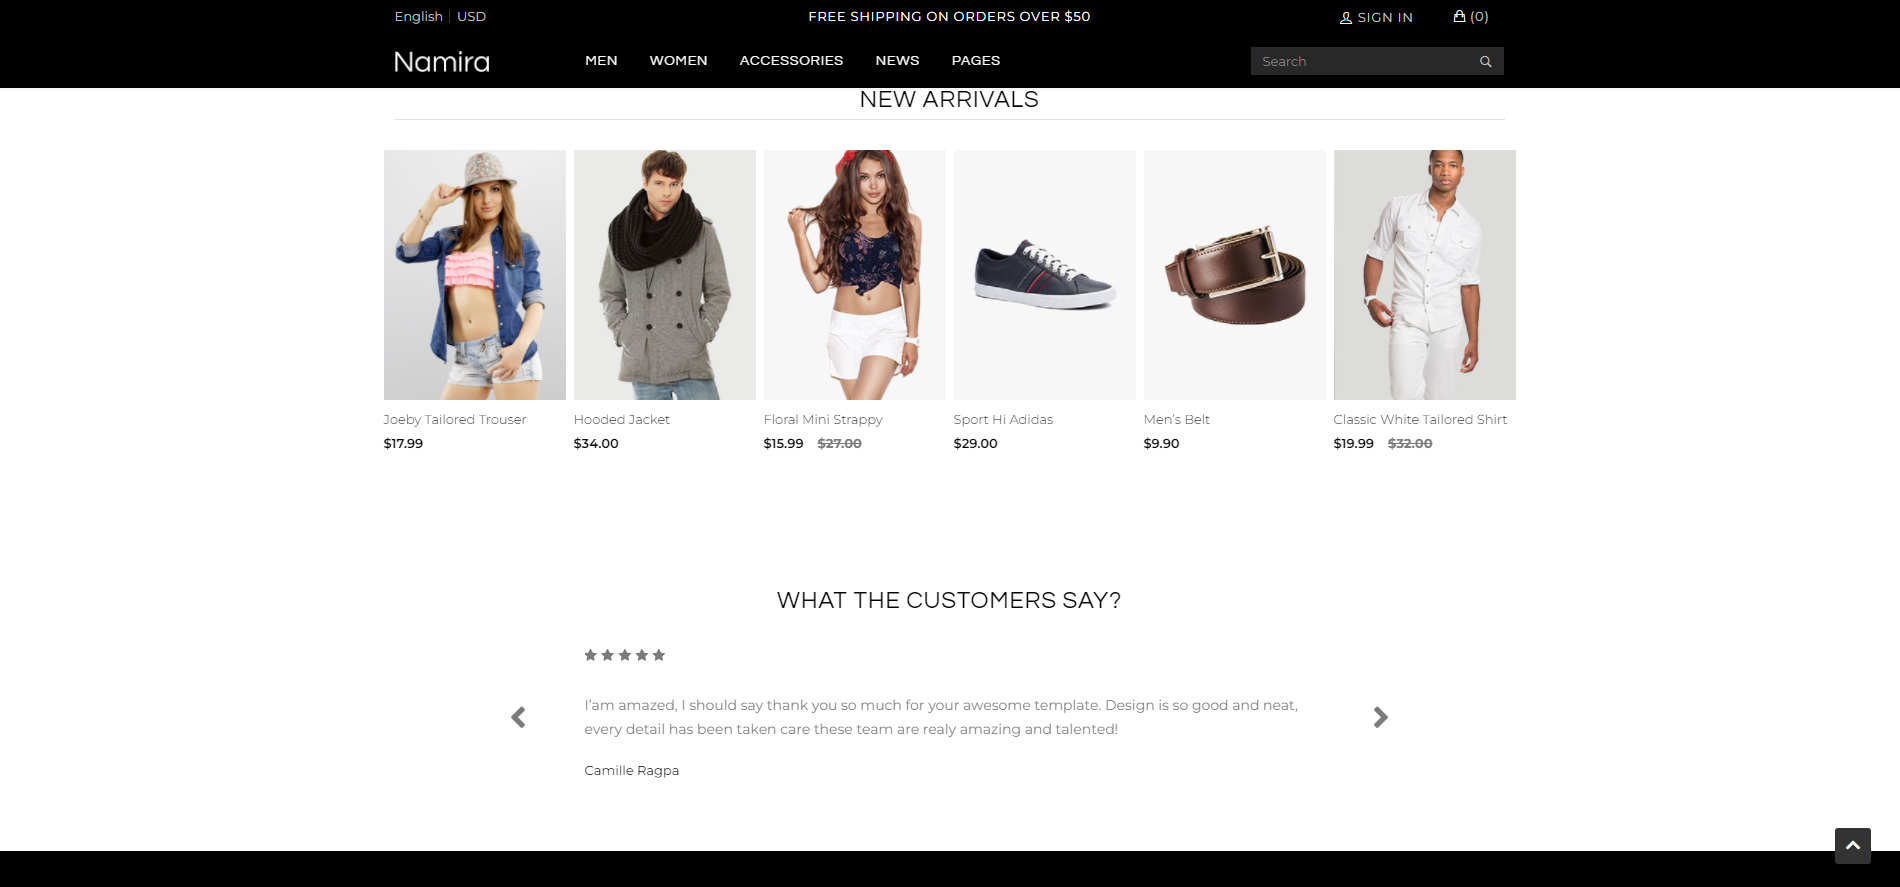 English | USD
FREE SHIPPING ON ORDERS OVER $50
SIGN IN
(0)
Namira
MEN
WOMEN
ACCESSORIES
NEWS
PAGES
Search
NEW ARRIVALS
Joeby Tailored Trouser
$17.99
Hooded Jacket
$34.00
Floral Mini Strappy
$15.99 $27.00
Sport Hi Adidas
$29.00
Men's Belt
$9.90
Classic White Tailored Shirt
$19.99 $32.00
WHAT THE CUSTOMERS SAY?
I'am amazed, I should say thank you so much for your awesome template. Design is so good and neat,
every detail has been taken care these team are realy amazing and talented!
Camille Ragpa